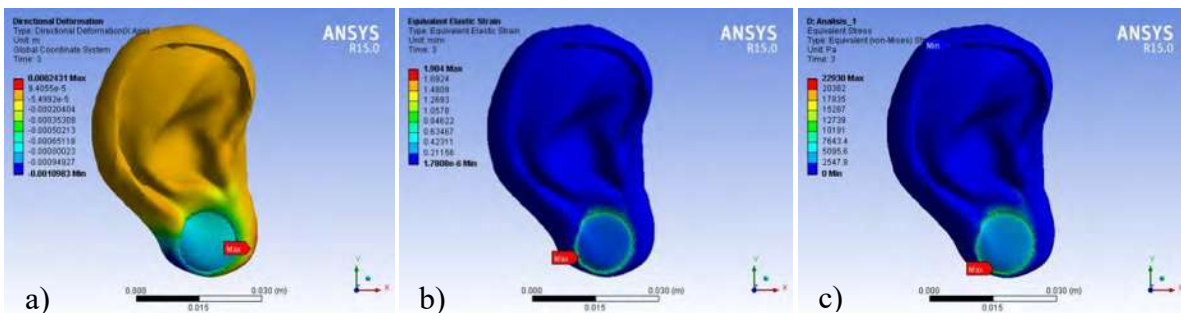 Directional Deformation
Type: Directional Deformation(X Axis)
Unit: m
Global Coordinate System
Time: 3
0.0002431 Max
9.4055e-5
-5.4992e-5
-0.00020404
-0.00035308
-0.00050213
-0.00065118
-0.00080023
-0.00094927
-0.0010983 Min
ANSYS
R15.0
Max
0.000
0.030 (m)
0.015
Y
X
a)
Equivalent Elastic Strain
Type: Equivalent Elastic Strain
Unit: m/m
Time: 3
1.904 Max
1.6924
1.4809
1.2693
1.0578
0.84622
0.63467
0.42311
0.21156
1.7808e-6 Min
ANSYS
R15.0
Max
0.000
0.030 (m)
0.015
Y
X
b)
D: Analisis_1
Equivalent Stress
Type: Equivalent (von-Mises)
Unit: Pa
Time: 3
22930 Max
20382
17835
15287
12739
10191
7643.4
5095.6
2547.8
0 Min
Min
ANSYS
R15.0
Max
0.000
0.030 (m)
0.015
Y
X
c)